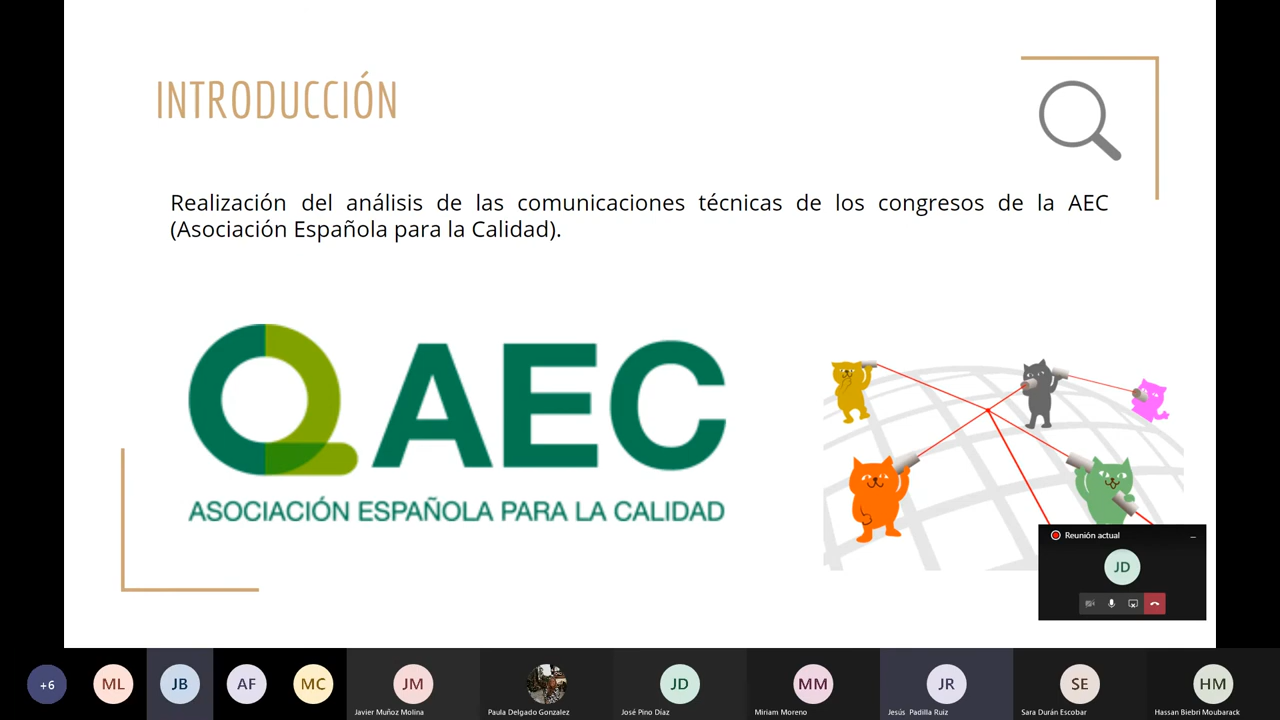 INTRODUCCIÓN
Realización del análisis de las comunicaciones técnicas de los congresos de la AEC
(Asociación Española para la Calidad).
AEC
ASOCIACIÓN ESPAÑOLA PARA LA CALIDAD
Reunión actual
JD
+6
ML
JB
AF
MC
JM
JD
MM
JR
SE
HM
Javier Muñoz Molina
Paula Delgado Gonzalez
José Pino Díaz
Miriam Moreno
Jesús Padilla Ruiz
Sara Durán Escobar
Hassan Biebri Moubarack